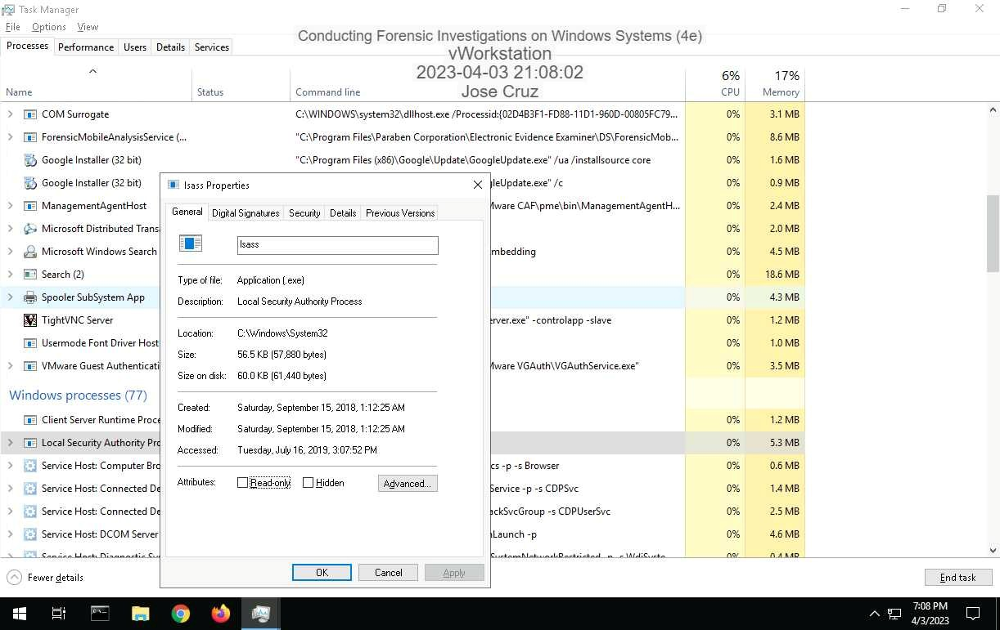 Task Manager
File Options View
Processes Performance Users Details Services
Conducting Forensic Investigations on Windows Systems (4e)
vWorkstation
2023-04-03 21:08:02
Jose Cruz
6% 17%
Name Status Command line CPU Memory
COM Surrogate C:\WINDOWS\system32\dllhost.exe /Processid:{02D4B3F1-FD88-11D1-960D-00805FC79... 0% 3.1 MB
ForensicMobileAnalysisService (... "C:\Program Files\Paraben Corporation\Electronic Evidence Examiner\DS\ForensicMob... 0% 8.6 MB
Google Installer (32 bit) "C:\Program Files (x86)\Google\Update\GoogleUpdate.exe" /ua /installsource core 0% 1.6 MB
Google Installer (32 bit) gleUpdate.exe" /c 0% 0.9 MB
ManagementAgentHost Mware CAF\pme\bin\ManagementAgentH... 0% 2.4 MB
Microsoft Distributed Trans 0% 2.0 MB
Microsoft Windows Search mbedding 0% 4.5 MB
Search (2) 0% 18.6 MB
Spooler SubSystem App 0% 4.3 MB
TightVNC Server erver.exe" -controlapp -slave 0% 1.2 MB
Usermode Font Driver Host 0% 1.0 MB
VMware Guest Authenticati Mware VGAuth\VGAuthService.exe" 0% 3.5 MB
Windows processes (77)
Client Server Runtime Proce 0% 1.2 MB
Local Security Authority Pro 0% 5.3 MB
Service Host: Computer Bro cs -p -s Browser 0% 0.6 MB
Service Host: Connected De Service -p -s CDPSvc 0% 1.4 MB
Service Host: Connected De ackSvcGroup -s CDPUserSvc 0% 2.5 MB
Service Host: DCOM Server nLaunch -p 0% 4.6 MB
Service Host: Diagnostic Sy SystemNetworkRestricted -p -s WdiSyste... 0% 0.4 MB
lsass Properties
General Digital Signatures Security Details Previous Versions
lsass
Type of file: Application (.exe)
Description: Local Security Authority Process
Location: C:\Windows\System32
Size: 56.5 KB (57,880 bytes)
Size on disk: 60.0 KB (61,440 bytes)
Created: Saturday, September 15, 2018, 1:12:25 AM
Modified: Saturday, September 15, 2018, 1:12:25 AM
Accessed: Tuesday, July 16, 2019, 3:07:52 PM
Attributes: Read-only Hidden Advanced...
OK Cancel Apply
Fewer details End task
7:08 PM
4/3/2023